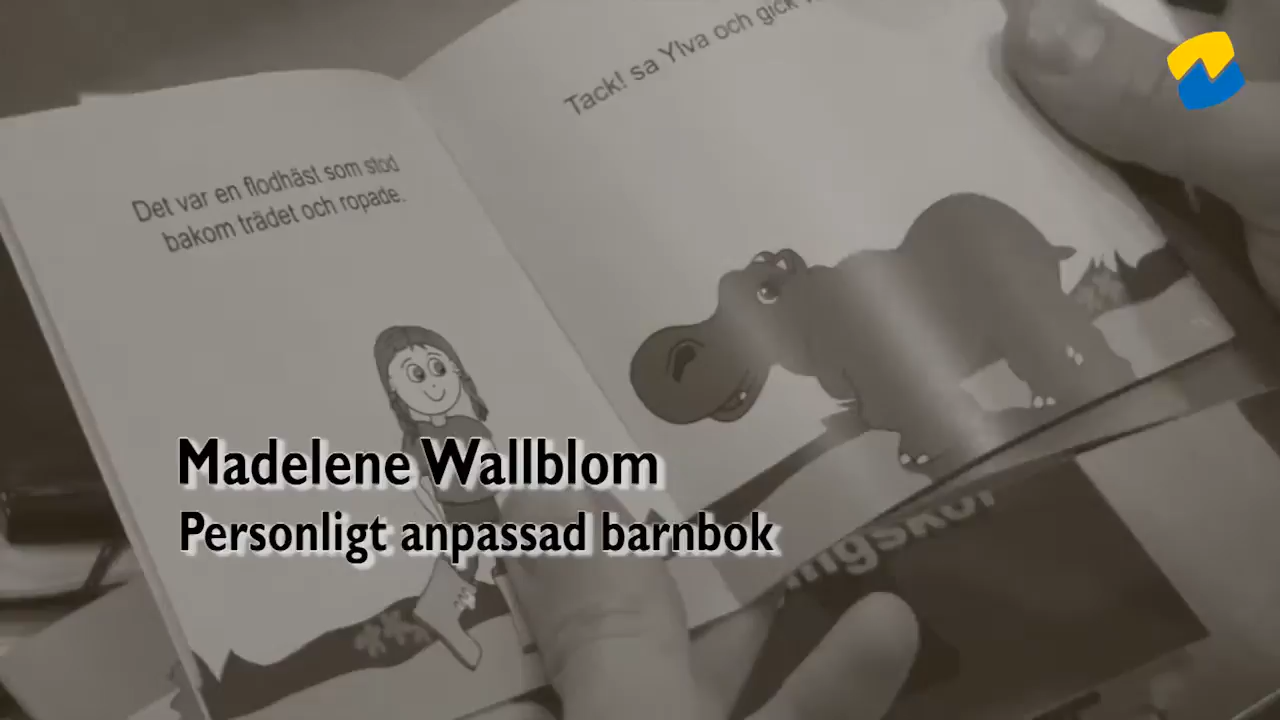 Tack! sa Ylva och gick
Det var en flodhäst som stod
bakom trädet och ropade.
Madelene Wallblom
Personligt anpassad barnbok